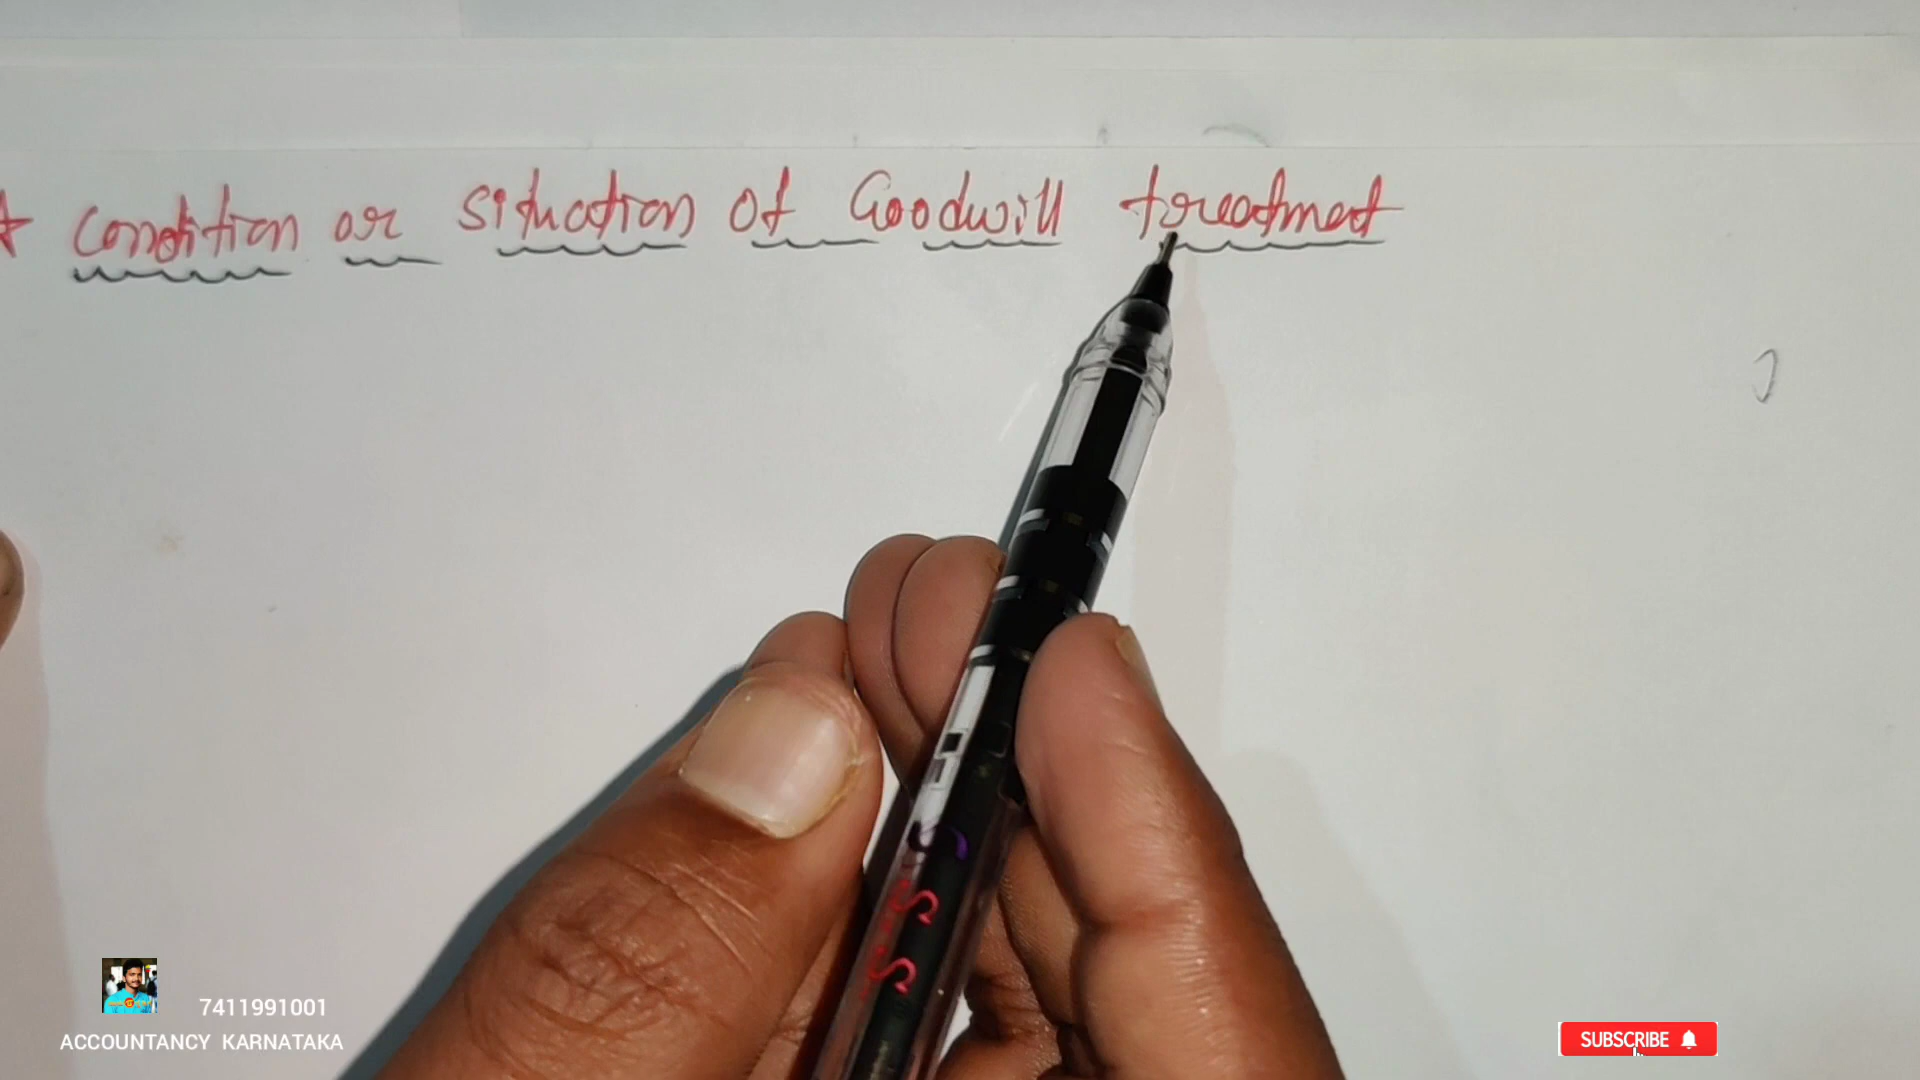 * Condition or situation of Goodwill treatment
7411991001
ACCOUNTANCY KARNATAKA
SUBSCRIBE